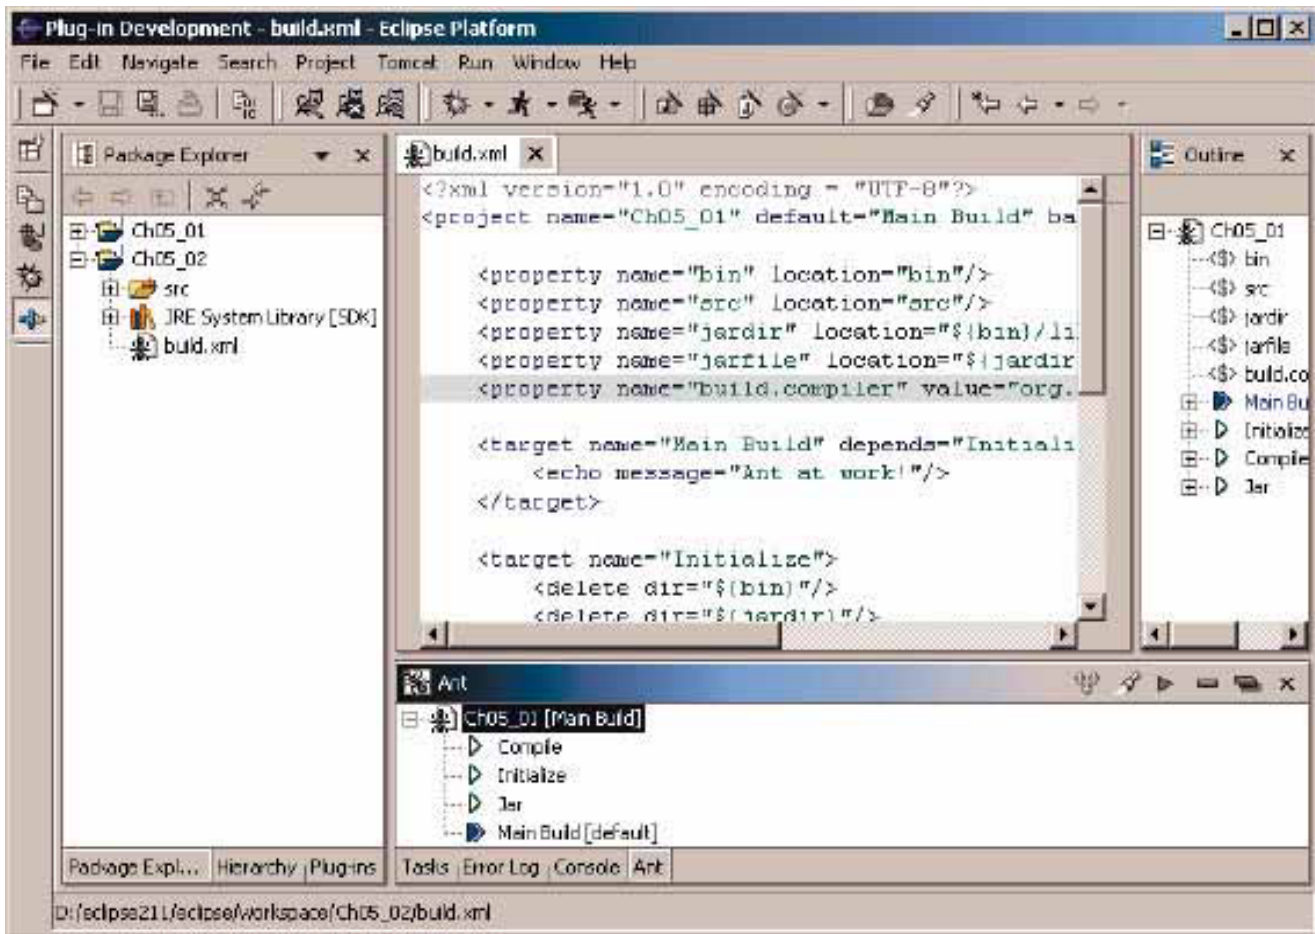 Plug-in Development - build.xml - Eclipse Platform
File Edit Navigate Search Project Tomcat Run Window Help
Package Explorer
Ch05_01
Ch05_02
src
JRE System Library [SDK]
build.xml
Package Expl... Hierarchy Plug-ins
build.xml
<?xml version="1.0" encoding = "UTF-8"?>
<project name="Ch05_01" default="Main Build" ba
<property name="bin" location="bin"/>
<property name="src" location="src"/>
<property name="jardir" location="${bin}/li
<property name="jarfile" location="${jardir
<property name="build.compiler" value="org.
<target name="Main Build" depends="Initiali
<echo message="Ant at work!"/>
</target>
<target name="Initialize">
<delete dir="${bin}"/>
<delete dir="${jardir}"/>
Outline
Ch05_01
<$> bin
<$> src
<$> jardir
<$> jarfile
<$> build.co
Main Bu
Initialize
Compile
Jar
Ant
Ch05_01 [Main Build]
Compile
Initialize
Jar
Main Build [default]
Tasks Error Log Console Ant
D:/eclipse211/eclipse/workspace/Ch05_02/build.xml